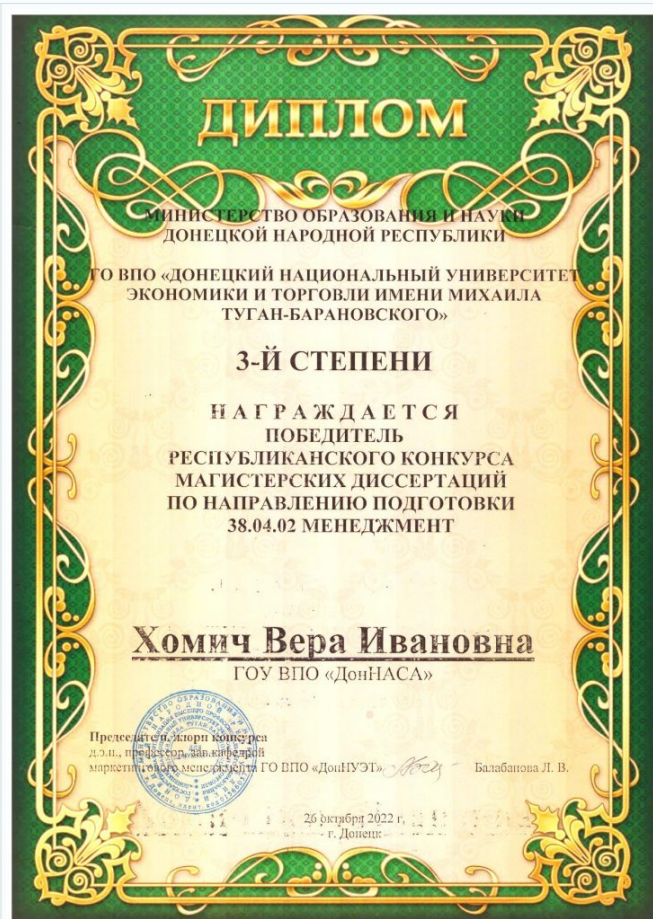 ДИПЛОМ
МИНИСТЕРСТВО ОБРАЗОВАНИЯ И НАУКИ
ДОНЕЦКОЙ НАРОДНОЙ РЕСПУБЛИКИ
ГО ВПО «ДОНЕЦКИЙ НАЦИОНАЛЬНЫЙ УНИВЕРСИТЕТ
ЭКОНОМИКИ И ТОРГОВЛИ ИМЕНИ МИХАИЛА
ТУГАН-БАРАНОВСКОГО»
3-Й СТЕПЕНИ
НАГРАЖДАЕТСЯ
ПОБЕДИТЕЛЬ
РЕСПУБЛИКАНСКОГО КОНКУРСА
МАГИСТЕРСКИХ ДИССЕРТАЦИЙ
ПО НАПРАВЛЕНИЮ ПОДГОТОВКИ
38.04.02 МЕНЕДЖМЕНТ
Хомич Вера Ивановна
ГОУ ВПО «ДонНАСА»
Председатель жюри конкурса
д.э.н., профессор, зав.кафедрой
маркетингового менеджмента ГО ВПО «ДонНУЭТ» Балабанова Л. В.
26 октября 2022 г.
г. Донецк